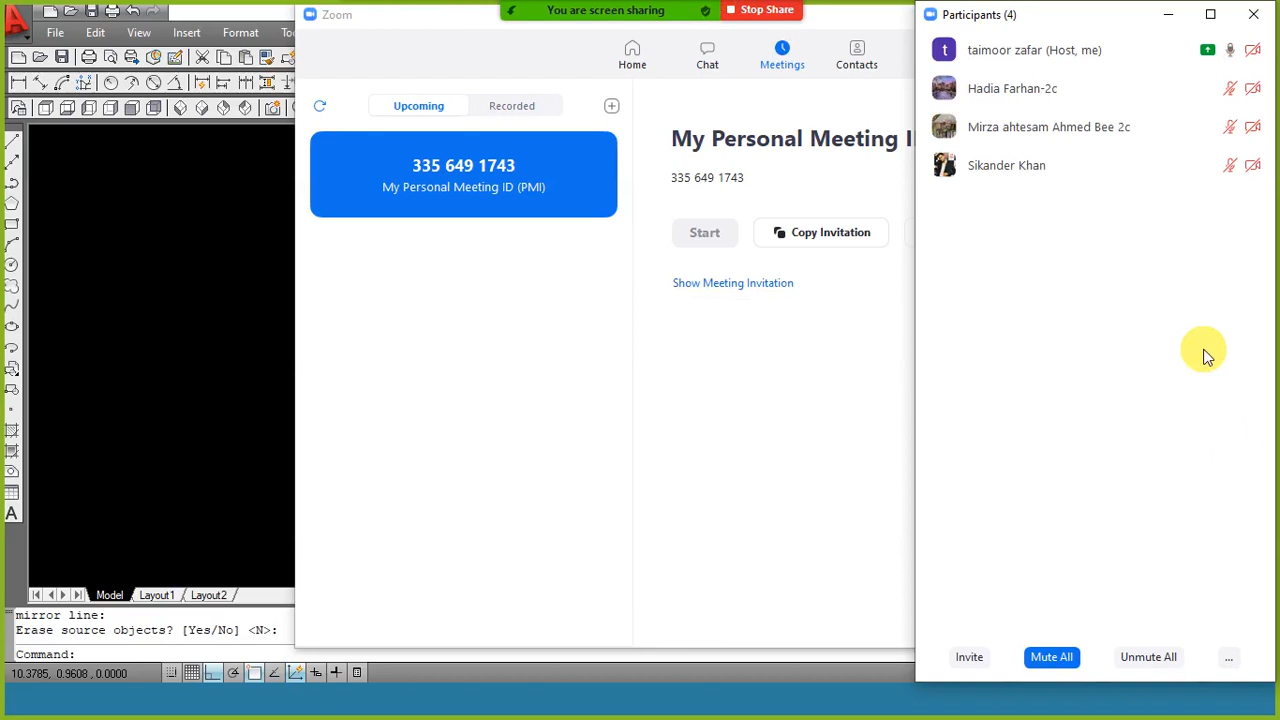 File Edit View Insert Format
Model Layout1 Layout2
mirror line:
Erase source objects? [Yes/No] <N>:
Command:
10.3785, 0.9608 , 0.0000
A
Zoom
You are screen sharing
Stop Share
Home
Chat
Meetings
Contacts
Upcoming
Recorded
335 649 1743
My Personal Meeting ID (PMI)
My Personal Meeting
335 649 1743
Start
Copy Invitation
Show Meeting Invitation
Participants (4)
t
taimoor zafar (Host, me)
Hadia Farhan-2c
Mirza ahtesam Ahmed Bee 2c
Sikander Khan
Invite
Mute All
Unmute All
...